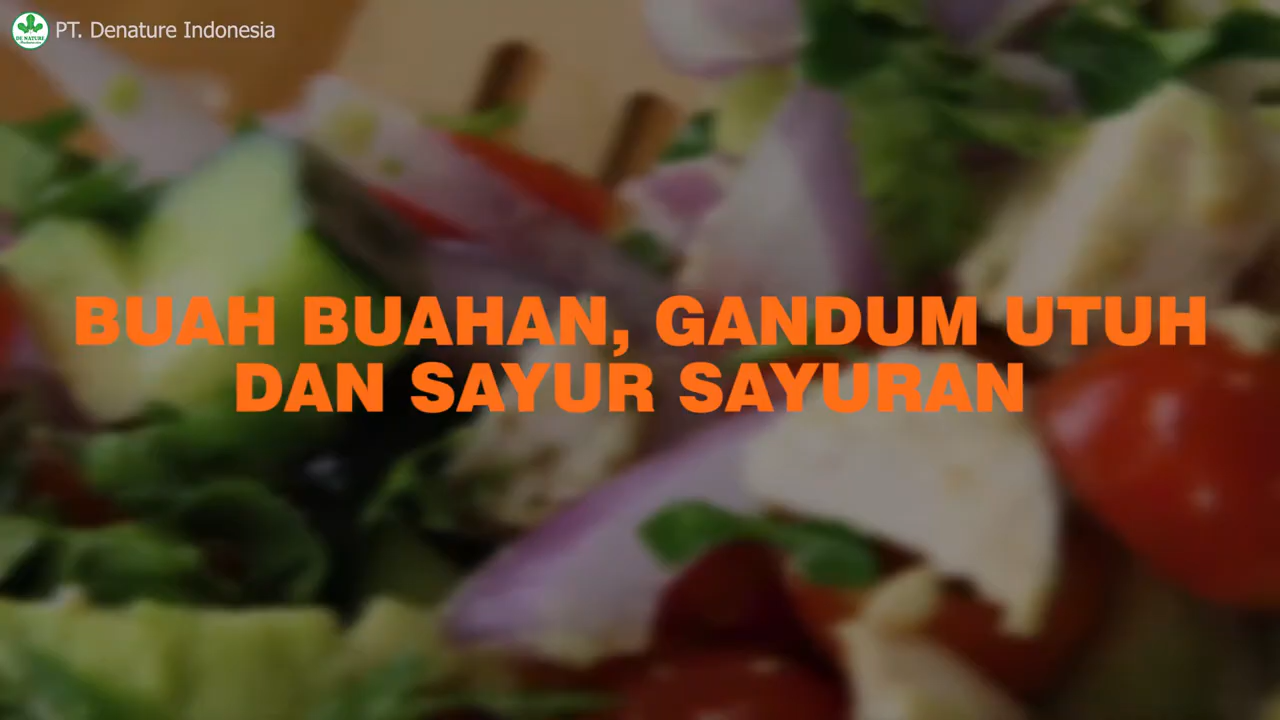 PT. Denature Indonesia
BUAH BUAHAN, GANDUM UTUH
DAN SAYUR SAYURAN